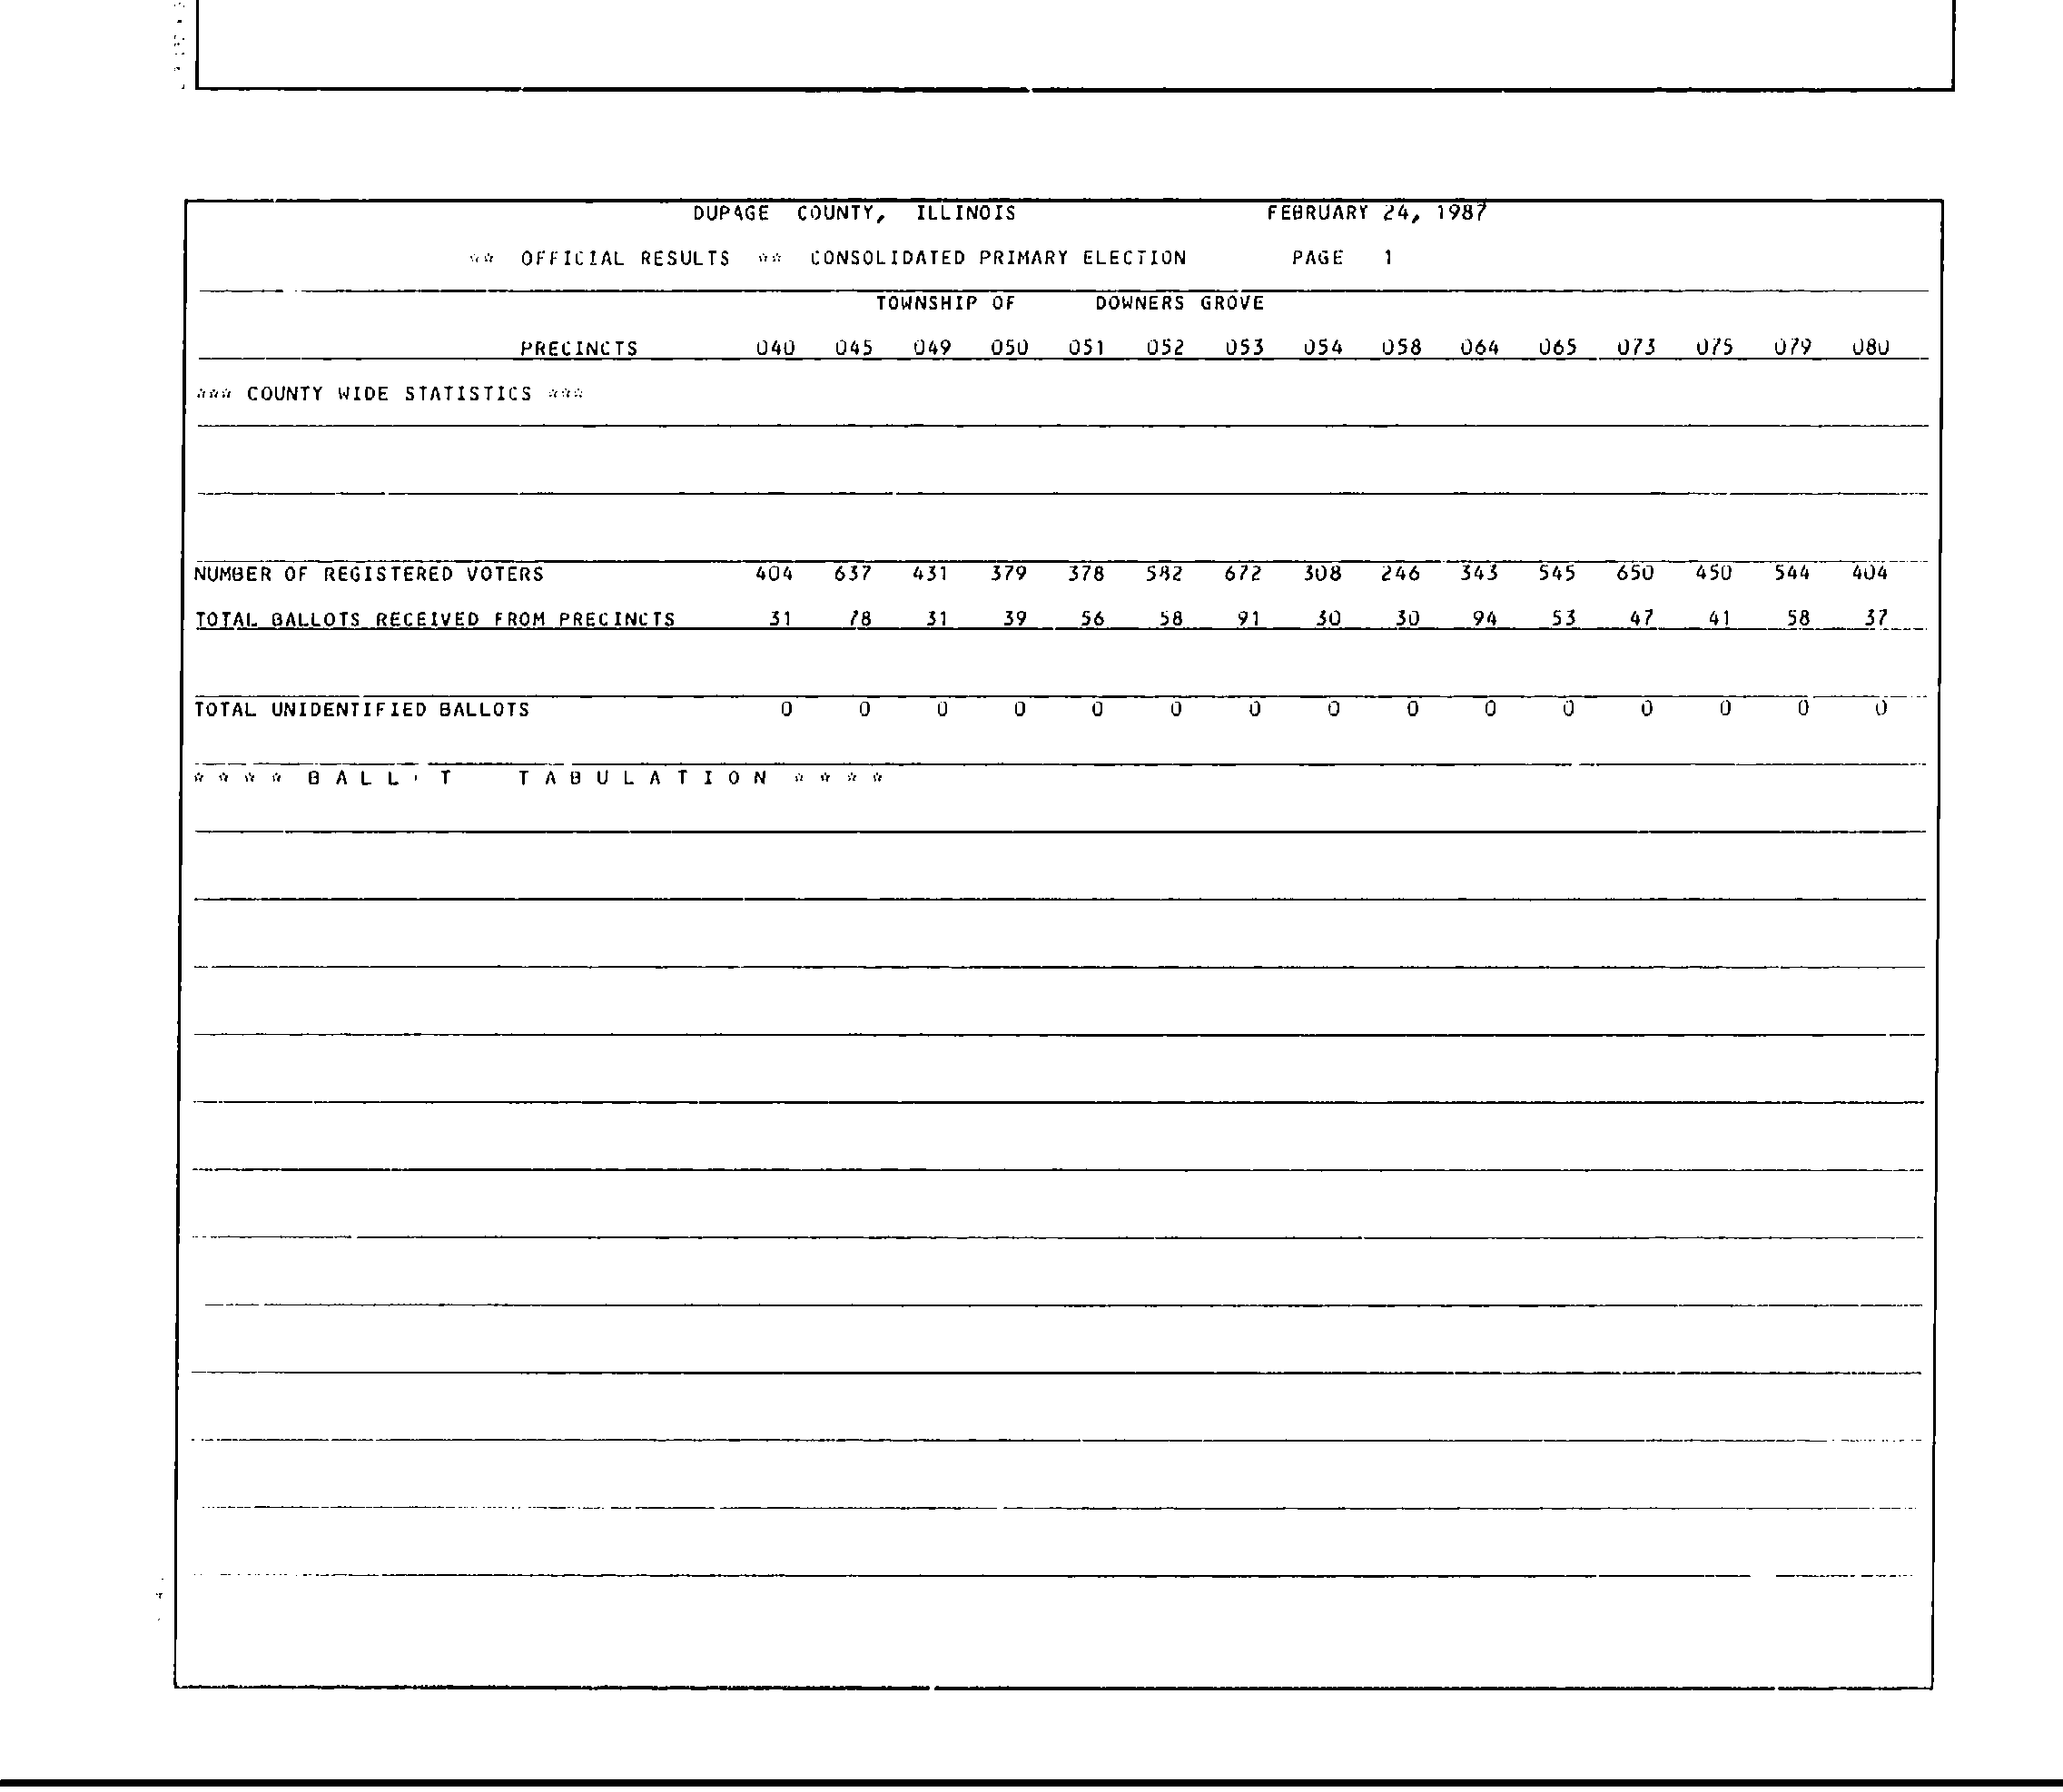 DUPAGE COUNTY, ILLINOIS FEBRUARY 24, 1987
** OFFICIAL RESULTS ** CONSOLIDATED PRIMARY ELECTION PAGE 1
TOWNSHIP OF DOWNERS GROVE
PRECINCTS 040 045 049 050 051 052 053 054 058 064 065 073 075 079 080
*** COUNTY WIDE STATISTICS ***
NUMBER OF REGISTERED VOTERS 404 637 431 379 378 582 672 308 246 343 545 650 450 544 404
TOTAL BALLOTS RECEIVED FROM PRECINCTS 31 78 31 39 56 58 91 30 30 94 53 47 41 58 37
TOTAL UNIDENTIFIED BALLOTS 0 0 0 0 0 0 0 0 0 0 0 0 0 0 0
* * * * B A L L O T T A B U L A T I O N * * * *